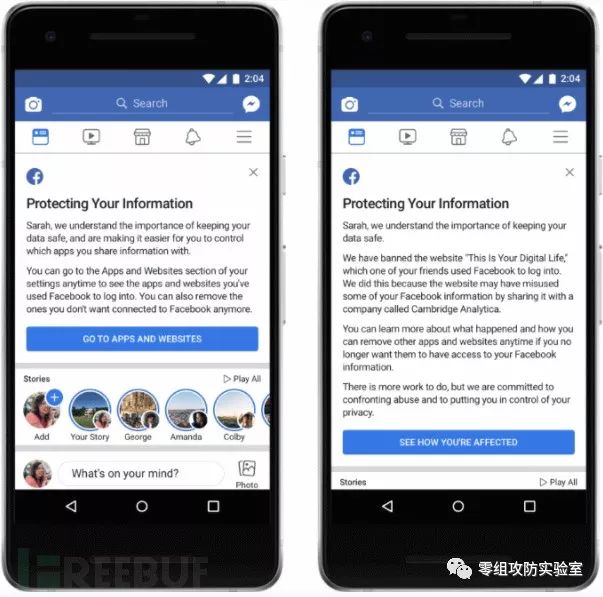 2:04
Search
Protecting Your Information
Sarah, we understand the importance of keeping your
data safe, and are making it easier for you to control
which apps you share information with.
You can go to the Apps and Websites section of your
settings anytime to see the apps and websites you've
used Facebook to log into. You can also remove the
ones you don't want connected to Facebook anymore.
GO TO APPS AND WEBSITES
Stories
Play All
Add
Your Story
George
Amanda
Colby
What's on your mind?
Photo
2:04
Search
Protecting Your Information
Sarah, we understand the importance of keeping your
data safe.
We have banned the website "This Is Your Digital Life,"
which one of your friends used Facebook to log into.
We did this because the website may have misused
some of your Facebook information by sharing it with a
company called Cambridge Analytica.
You can learn more about what happened and how you
can remove other apps and websites anytime if you no
longer want them to have access to your Facebook
information.
There is more work to do, but we are committed to
confronting abuse and to putting you in control of your
privacy.
SEE HOW YOU'RE AFFECTED
Stories
Play All
FREEBUF
零组攻防实验室